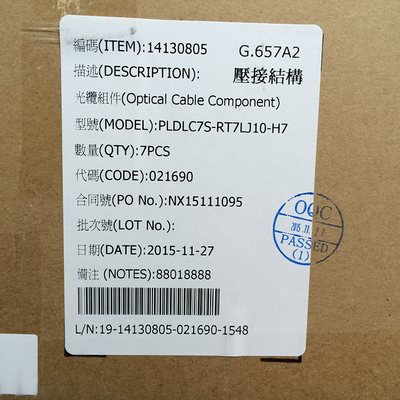 編碼(ITEM):14130805 G.657A2
描述(DESCRIPTION): 壓接結構
光纜組件(Optical Cable Component)
型號(MODEL):PLDLC7S-RT7LJ10-H7
數量(QTY):7PCS
代碼(CODE):021690
合同號(PO No.):NX15111095
批次號(LOT No.):
日期(DATE):2015-11-27
備注 (NOTES):88018888
L/N:19-14130805-021690-1548
OQC
PASSED
(1)